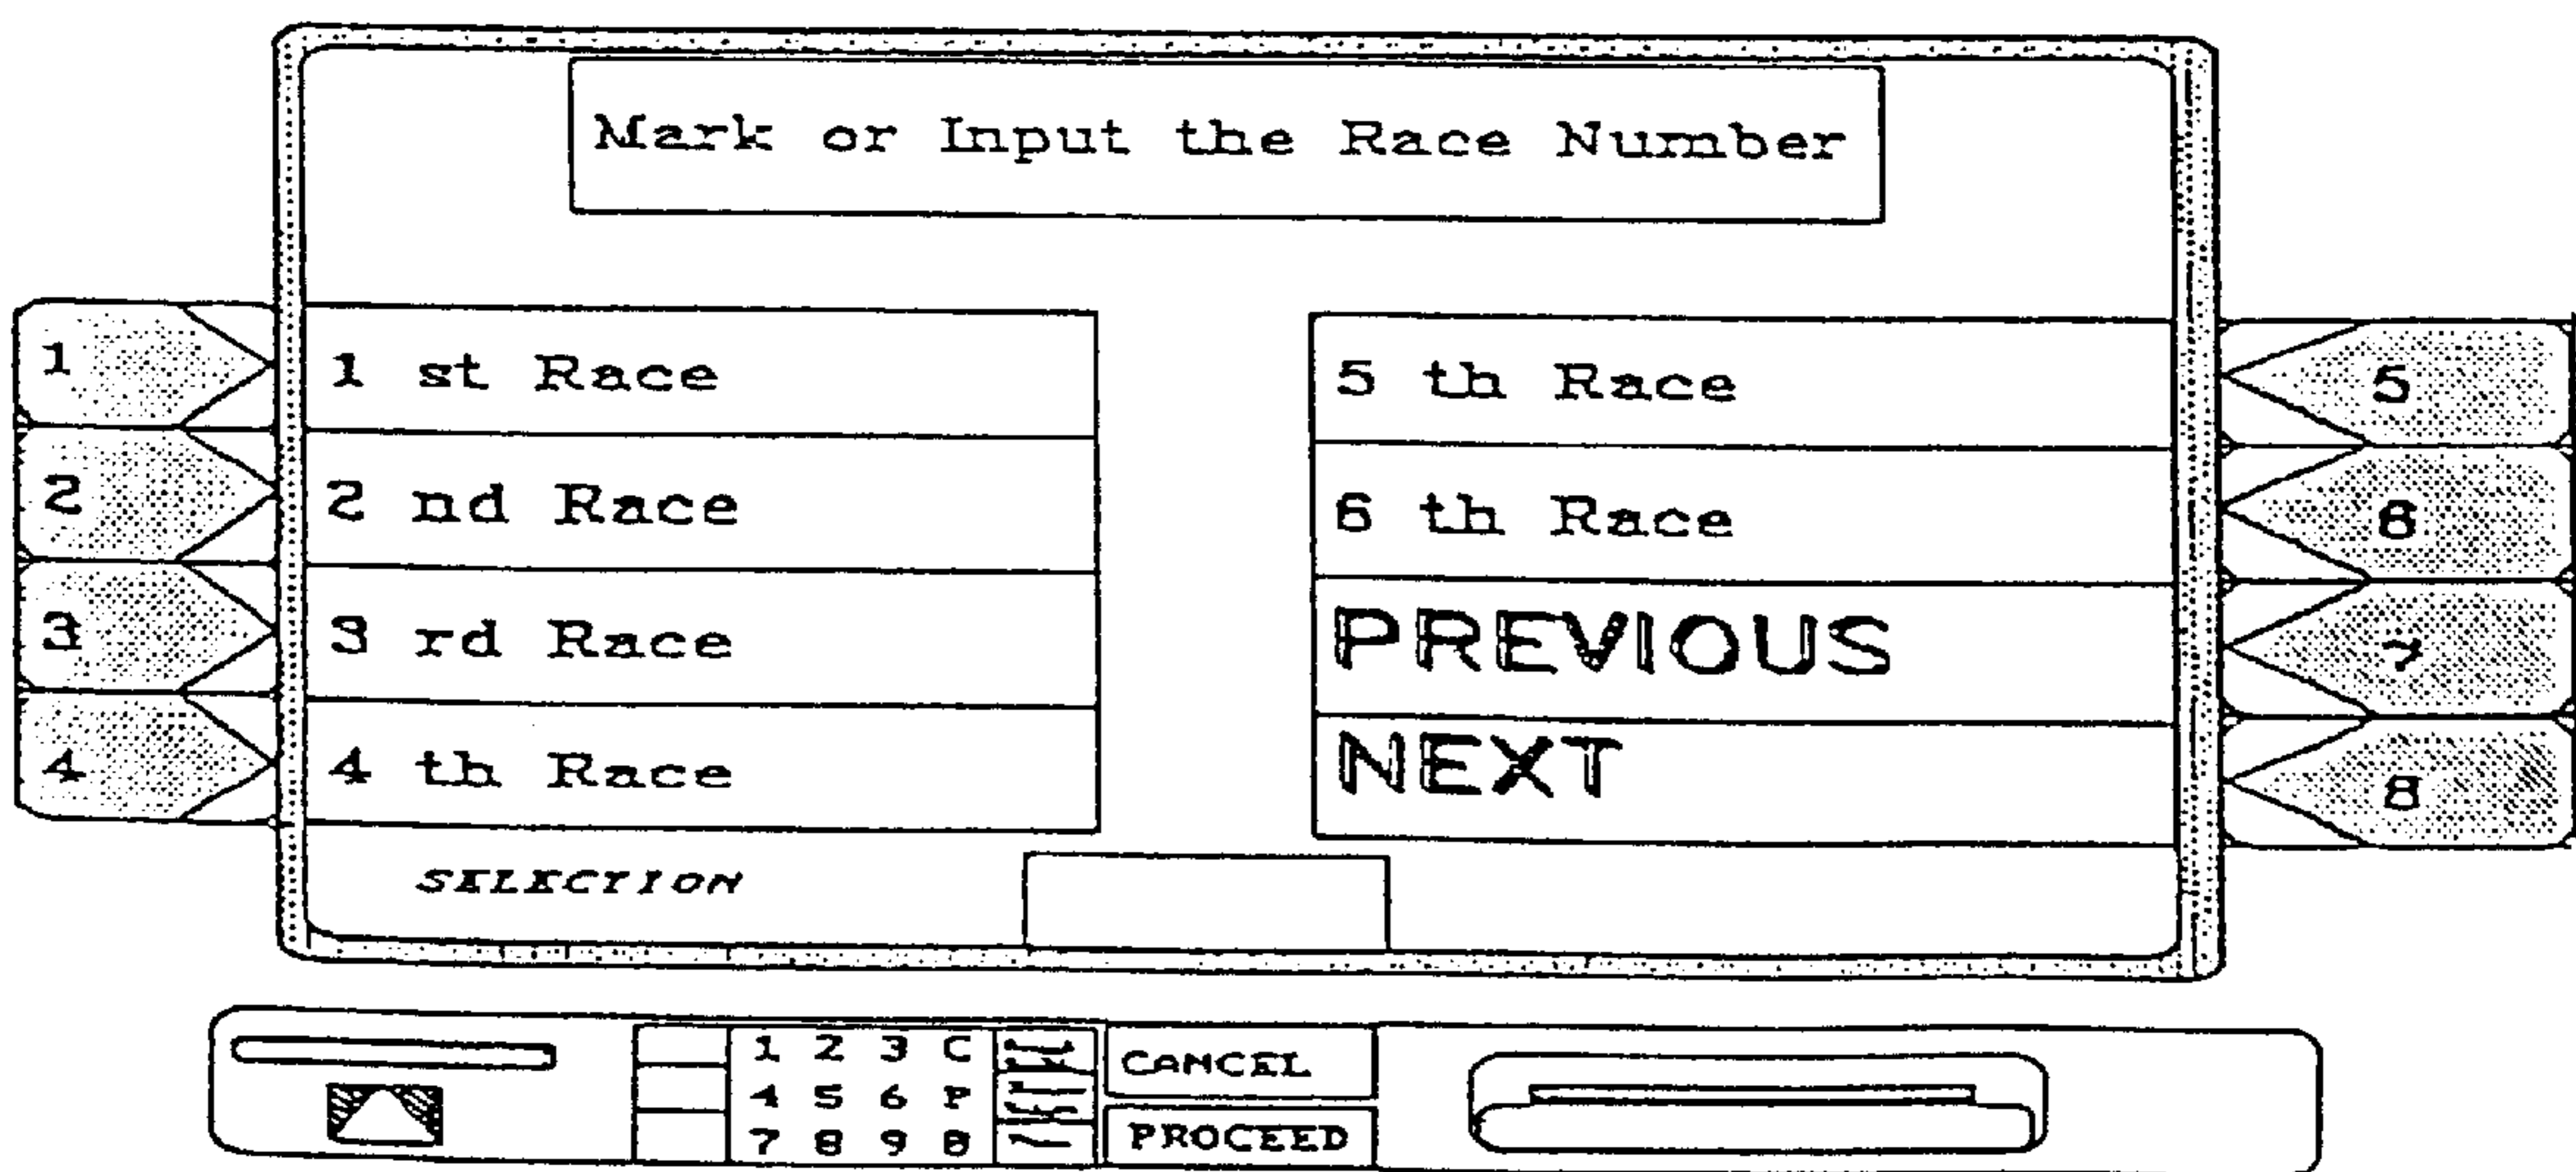 Mark or Input the Race Number
1 1 st Race 5 th Race 5
2 2 nd Race 6 th Race 6
3 3 rd Race PREVIOUS 7
4 4 th Race NEXT 8
SELECTION
1 2 3 C CANCEL
4 5 6 P
7 8 9 0 PROCEED